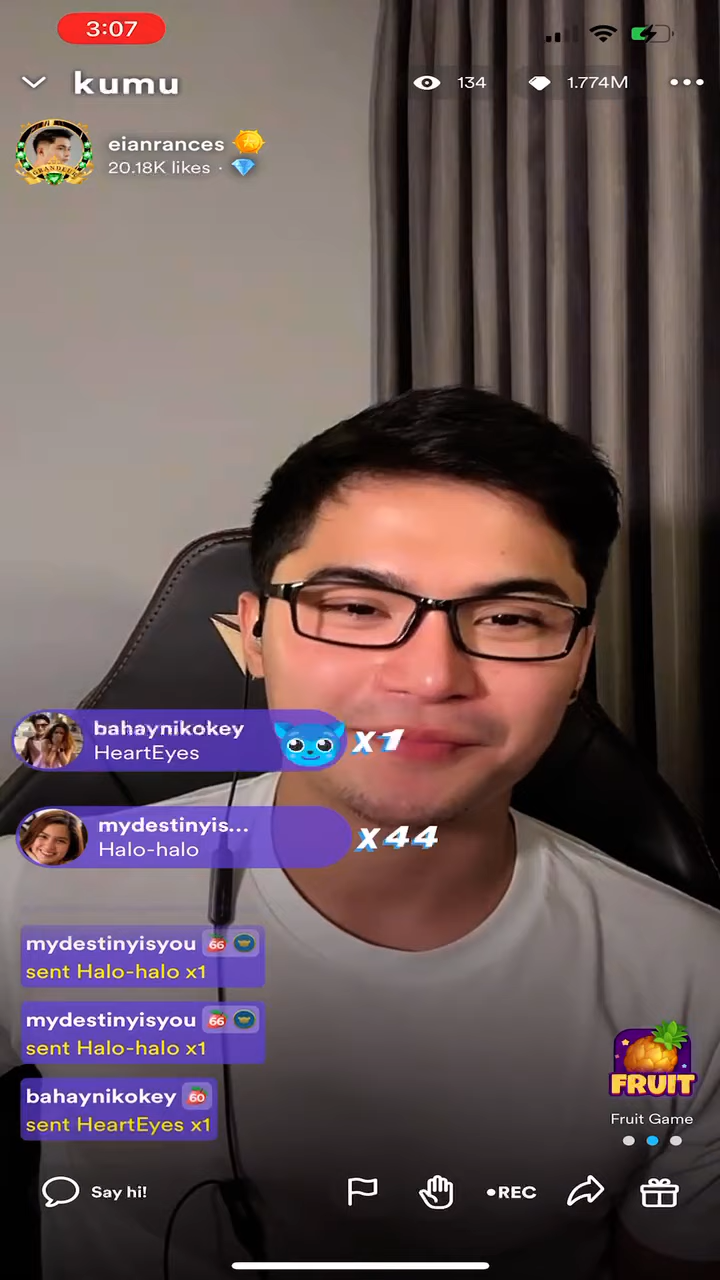 3:07
kumu
134
1.774M
eianrances
20.18K likes ·
GRANDEUR
bahaynikokey
HeartEyes
x1
mydestinyis...
Halo-halo
x44
mydestinyisyou 66
sent Halo-halo x1
mydestinyisyou 66
sent Halo-halo x1
bahaynikokey 60
sent HeartEyes x1
FRUIT
Fruit Game
Say hi!
•REC